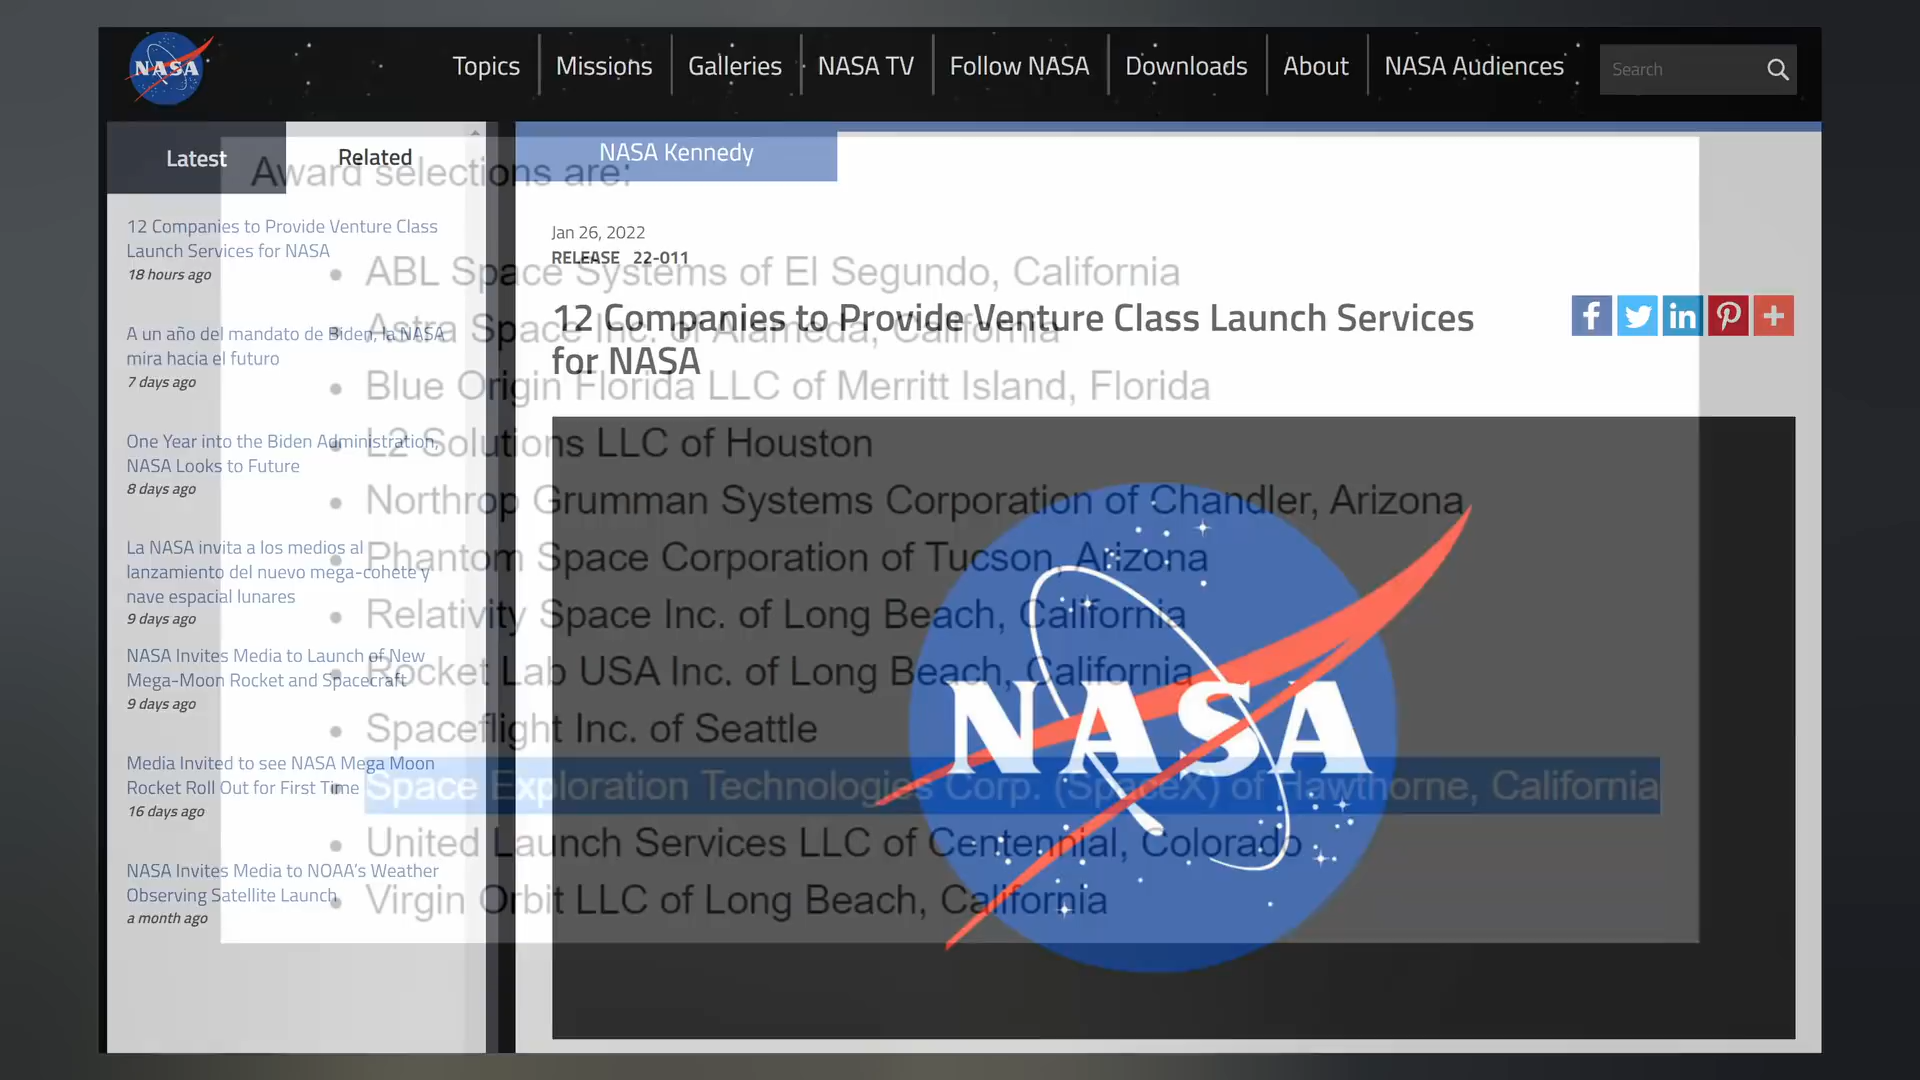 NASA
Topics
Missions
Galleries
NASA TV
Follow NASA
Downloads
About
NASA Audiences
Search
Latest
Related
12 Companies to Provide Venture Class
Launch Services for NASA
18 hours ago
A un año del mandato de Biden, la NASA
mira hacia el futuro
7 days ago
One Year into the Biden Administration,
NASA Looks to Future
8 days ago
La NASA invita a los medios al
lanzamiento del nuevo mega-cohete y
nave espacial lunares
9 days ago
NASA Invites Media to Launch of New
Mega-Moon Rocket and Spacecraft
9 days ago
Media Invited to see NASA Mega Moon
Rocket Roll Out for First Time
16 days ago
NASA Invites Media to NOAA's Weather
Observing Satellite Launch
a month ago
NASA Kennedy
Jan 26, 2022
RELEASE 22-011
12 Companies to Provide Venture Class Launch Services
for NASA
NASA
Award selections are:
ABL Space Systems of El Segundo, California
Astra Space Inc. of Alameda, California
Blue Origin Florida LLC of Merritt Island, Florida
L2 Solutions LLC of Houston
Northrop Grumman Systems Corporation of Chandler, Arizona
Phantom Space Corporation of Tucson, Arizona
Relativity Space Inc. of Long Beach, California
Rocket Lab USA Inc. of Long Beach, California
Spaceflight Inc. of Seattle
Space Exploration Technologies Corp. (SpaceX) of Hawthorne, California
United Launch Services LLC of Centennial, Colorado
Virgin Orbit LLC of Long Beach, California